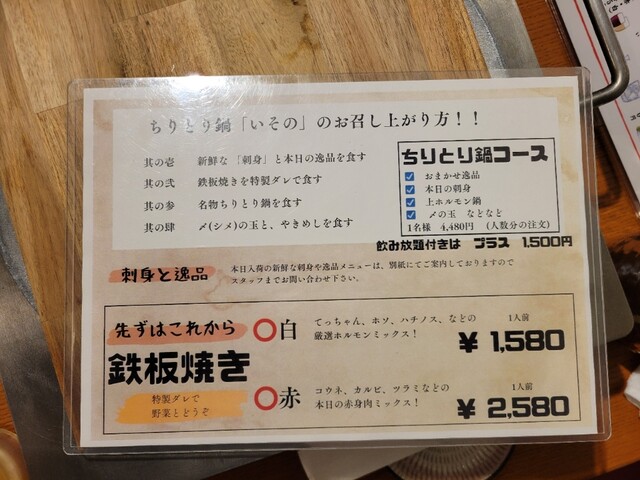 ちりとり鍋「いその」のお召し上がり方！！
其の壱 新鮮な「刺身」と本日の逸品を食す
其の弐 鉄板焼きを特製ダレで食す
其の参 名物ちりとり鍋を食す
其の肆 〆(シメ)の玉と、やきめしを食す
ちりとり鍋コース
おまかせ逸品
本日の刺身
上ホルモン鍋
〆の玉 などなど
1名様 4,480円 (人数分の注文)
飲み放題付きは プラス 1,500円
刺身と逸品
本日入荷の新鮮な刺身や逸品メニューは、別紙にてご案内しておりますので
スタッフまでお問い合わせ下さい。
先ずはこれから
鉄板焼き
特製ダレで
野菜とどうぞ
〇白
てっちゃん、ホソ、ハチノス、などの
厳選ホルモンミックス！
1人前
￥1,580
〇赤
コウネ、カルビ、ツラミなどの
本日の赤身肉ミックス！
1人前
￥2,580